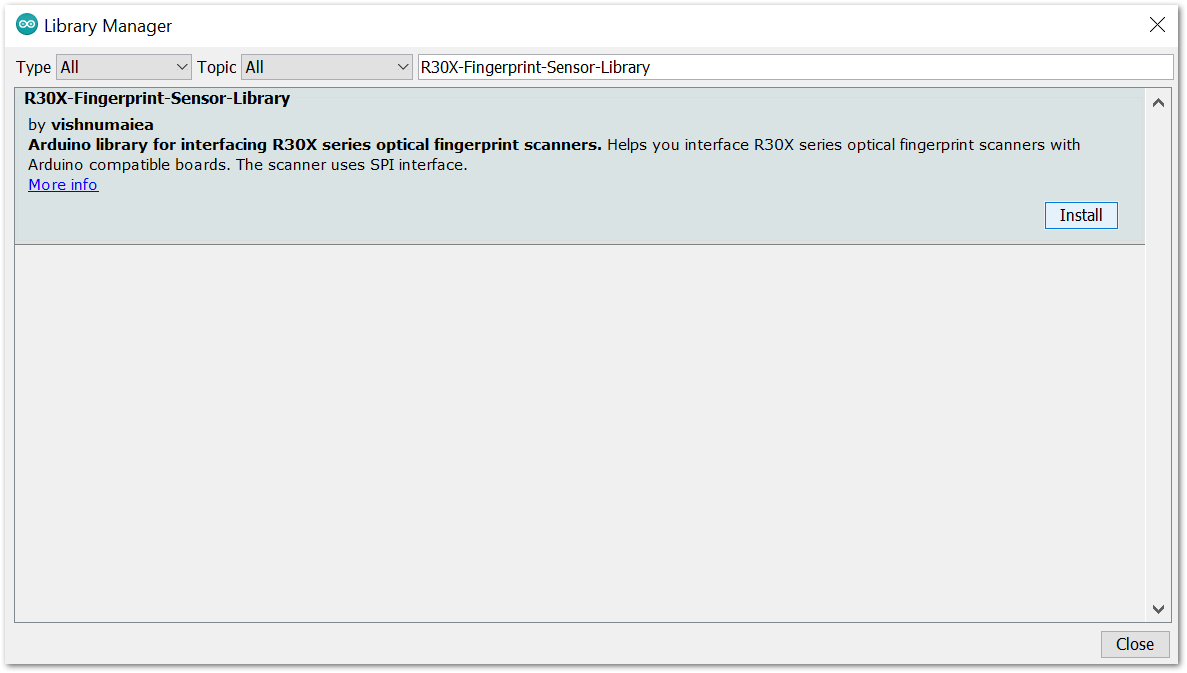 Library Manager
Type All Topic All R30X-Fingerprint-Sensor-Library
R30X-Fingerprint-Sensor-Library
by vishnumaiea
Arduino library for interfacing R30X series optical fingerprint scanners. Helps you interface R30X series optical fingerprint scanners with
Arduino compatible boards. The scanner uses SPI interface.
More info
Install
Close